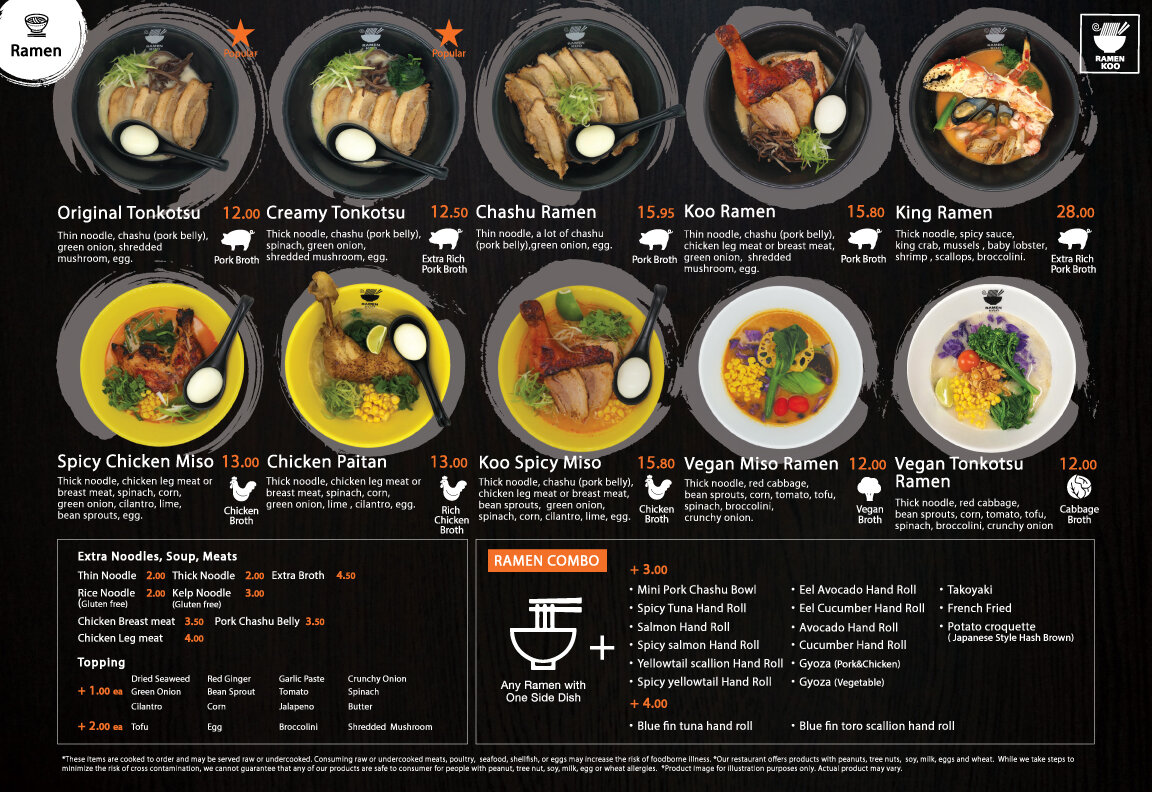 Ramen
Popular
Popular
RAMEN
KOO
Original Tonkotsu 12.00
Thin noodle, chashu (pork belly),
green onion, shredded
mushroom, egg.
Pork Broth
Creamy Tonkotsu 12.50
Thick noodle, chashu (pork belly),
spinach, green onion,
shredded mushroom, egg.
Extra Rich
Pork Broth
Chashu Ramen 15.95
Thin noodle, a lot of chashu
(pork belly),green onion, egg.
Pork Broth
Koo Ramen 15.80
Thin noodle, chashu (pork belly),
chicken leg meat or breast meat,
green onion, shredded
mushroom, egg.
Pork Broth
King Ramen 28.00
Thick noodle, spicy sauce,
king crab, mussels , baby lobster,
shrimp , scallops, broccolini.
Extra Rich
Pork Broth
Spicy Chicken Miso 13.00
Thick noodle, chicken leg meat or
breast meat, spinach, corn,
green onion, cilantro, lime,
bean sprouts, egg.
Chicken
Broth
Chicken Paitan 13.00
Thick noodle, chicken leg meat or
breast meat, spinach, corn,
green onion, lime , cilantro, egg.
Rich
Chicken
Broth
Koo Spicy Miso 15.80
Thick noodle, chashu (pork belly),
chicken leg meat or breast meat,
bean sprouts, green onion,
spinach, corn, cilantro, lime, egg.
Chicken
Broth
Vegan Miso Ramen 12.00
Thick noodle, red cabbage,
bean sprouts, corn, tomato, tofu,
spinach, broccolini,
crunchy onion.
Vegan
Broth
Vegan Tonkotsu 12.00
Ramen
Thick noodle, red cabbage,
bean sprouts, corn, tomato, tofu,
spinach, broccolini, crunchy onion
Cabbage
Broth
Extra Noodles, Soup, Meats
Thin Noodle 2.00 Thick Noodle 2.00 Extra Broth 4.50
Rice Noodle 2.00 Kelp Noodle 3.00
(Gluten free) (Gluten free)
Chicken Breast meat 3.50 Pork Chashu Belly 3.50
Chicken Leg meat 4.00
Topping
Dried Seaweed Red Ginger Garlic Paste Crunchy Onion
+ 1.00 ea Green Onion Bean Sprout Tomato Spinach
Cilantro Corn Jalapeno Butter
+ 2.00 ea Tofu Egg Broccolini Shredded Mushroom
RAMEN COMBO
Any Ramen with
One Side Dish
+
+ 3.00
• Mini Pork Chashu Bowl • Eel Avocado Hand Roll • Takoyaki
• Spicy Tuna Hand Roll • Eel Cucumber Hand Roll • French Fried
• Salmon Hand Roll • Avocado Hand Roll • Potato croquette
( Japanese Style Hash Brown)
• Spicy salmon Hand Roll • Cucumber Hand Roll
• Yellowtail scallion Hand Roll • Gyoza (Pork&Chicken)
• Spicy yellowtail Hand Roll • Gyoza (Vegetable)
+ 4.00
• Blue fin tuna hand roll • Blue fin toro scallion hand roll
*These items are cooked to order and may be served raw or undercooked. Consuming raw or undercooked meats, poultry, seafood, shellfish, or eggs may increase the risk of foodborne illness. *Our restaurant offers products with peanuts, tree nuts, soy, milk, eggs and wheat. While we take steps to
minimize the risk of cross contamination, we cannot guarantee that any of our products are safe to consumer for people with peanut, tree nut, soy, milk, egg or wheat allergies. *Product image for illustration purposes only. Actual product may vary.